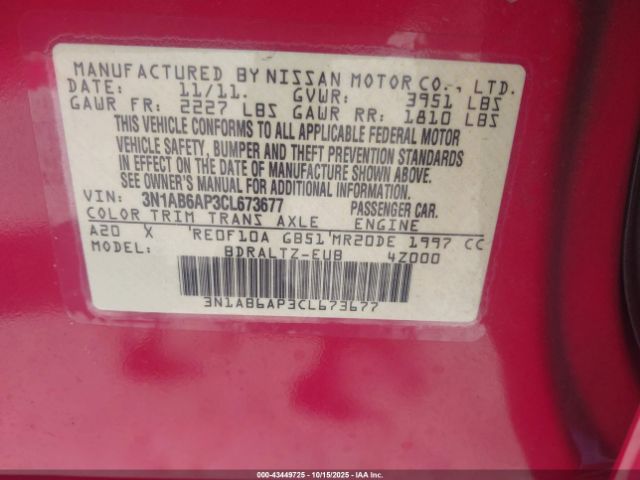 MANUFACTURED BY NISSAN MOTOR CO., LTD.
DATE: 11/11. GVWR: 3951 LBS
GAWR FR: 2227 LBS GAWR RR: 1810 LBS
THIS VEHICLE CONFORMS TO ALL APPLICABLE FEDERAL MOTOR
VEHICLE SAFETY, BUMPER AND THEFT PREVENTION STANDARDS
IN EFFECT ON THE DATE OF MANUFACTURE SHOWN ABOVE.
SEE OWNER'S MANUAL FOR ADDITIONAL INFORMATION.
VIN: 3N1AB6AP3CL673677 PASSENGER CAR.
COLOR TRIM TRANS AXLE ENGINE
A20 X 'REOF10A GB51'MR20DE 1997 CC
MODEL: BDRALTZ-EUB 4Z000
3N1AB6AP3CL673677
000-43449725 - 10/15/2025 - IAA, Inc.